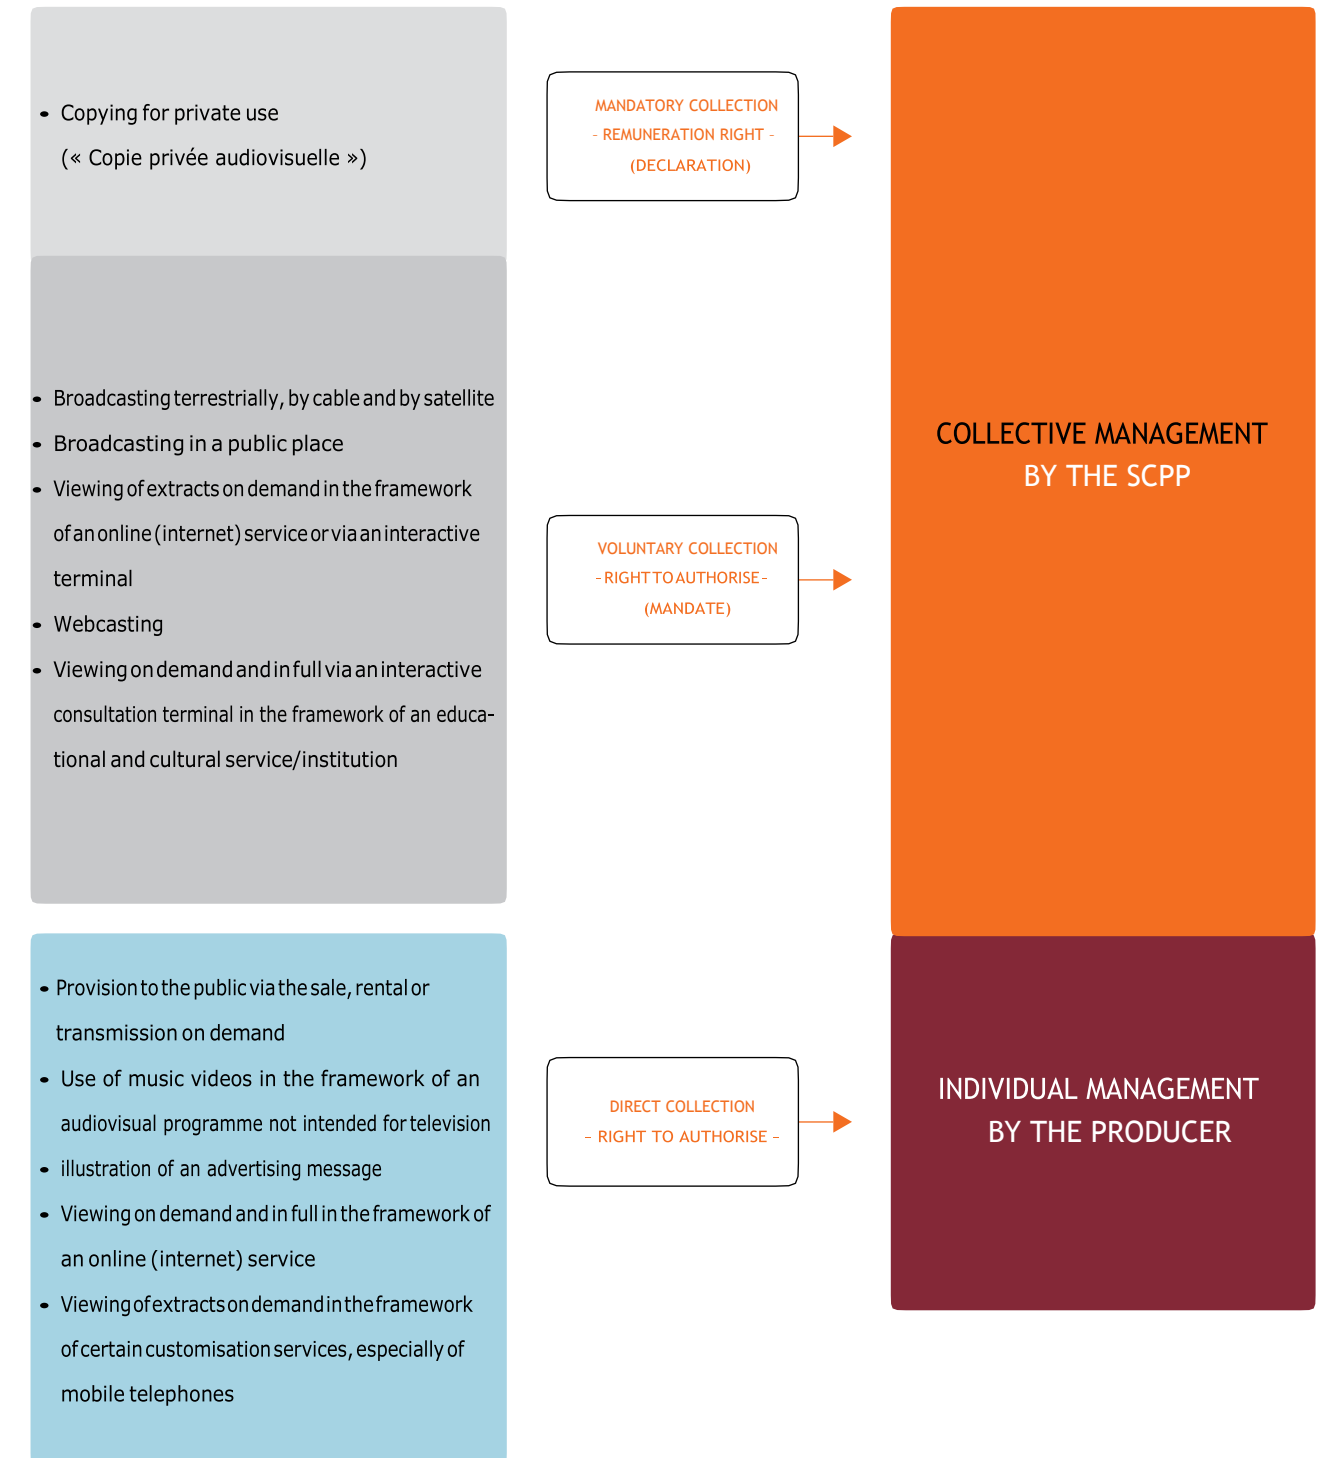 • Copying for private use
(« Copie privée audiovisuelle »)
MANDATORY COLLECTION
– REMUNERATION RIGHT –
(DECLARATION)
• Broadcasting terrestrially, by cable and by satellite
• Broadcasting in a public place
• Viewing of extracts on demand in the framework
of an online (internet) service or via an interactive
terminal
• Webcasting
• Viewing on demand and in full via an interactive
consultation terminal in the framework of an educa-
tional and cultural service/institution
VOLUNTARY COLLECTION
– RIGHT TO AUTHORISE –
(MANDATE)
COLLECTIVE MANAGEMENT
BY THE SCPP
• Provision to the public via the sale, rental or
transmission on demand
• Use of music videos in the framework of an
audiovisual programme not intended for television
• illustration of an advertising message
• Viewing on demand and in full in the framework of
an online (internet) service
• Viewing of extracts on demand in the framework
of certain customisation services, especially of
mobile telephones
DIRECT COLLECTION
– RIGHT TO AUTHORISE –
INDIVIDUAL MANAGEMENT
BY THE PRODUCER